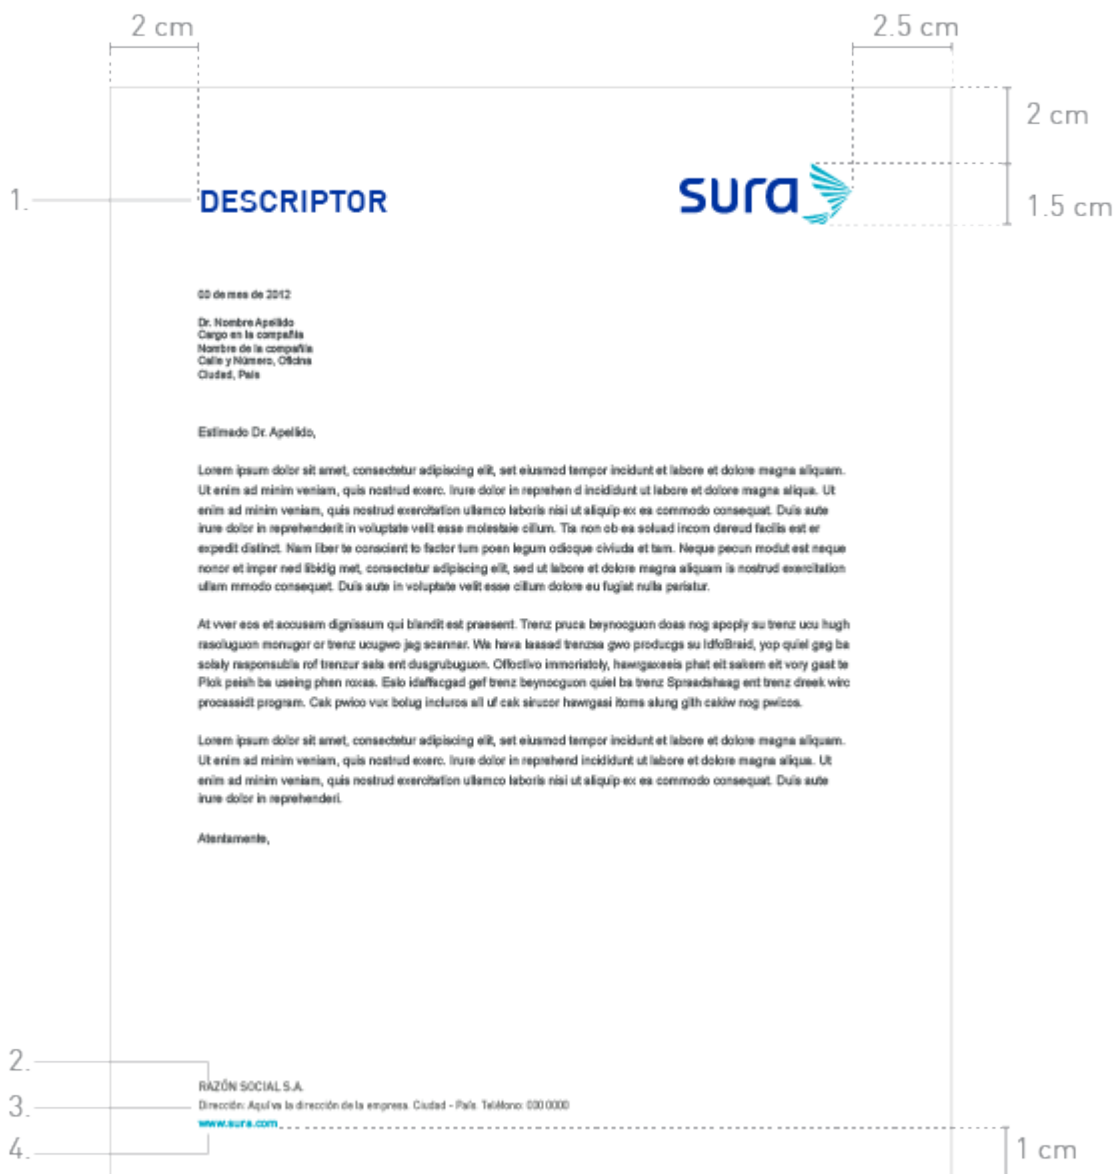 2 cm
2.5 cm
2 cm
1.5 cm
1.
DESCRIPTOR
sura
00 de mes de 2012
Dr. Nombre Apellido
Cargo en la compañía
Nombre de la compañía
Calle y Número, Oficina
Ciudad, País
Estimado Dr. Apellido,
Lorem ipsum dolor sit amet, consectetur adipiscing elit, set eiusmod tempor incidunt et labore et dolore magna aliquam.
Ut enim ad minim veniam, quis nostrud exerc. Irure dolor in reprehen d incididunt ut labore et dolore magna aliqua. Ut
enim ad minim veniam, quis nostrud exercitation ullamco laboris nisi ut aliquip ex ea commodo consequat. Duis aute
irure dolor in reprehenderit in voluptate velit esse molestaie cillum. Tia non ob ea soluad incom dereud facilis est er
expedit distinct. Nam liber te conscient to factor tum poen legum odioque civiuda et tam. Neque pecun modut est neque
nonor et imper ned libidig met, consectetur adipiscing elit, sed ut labore et dolore magna aliquam is nostrud exercitation
ullam mmodo consequet. Duis aute in voluptate velit esse cillum dolore eu fugiat nulla pariatur.
At vver eos et accusam dignissum qui blandit est praesent. Trenz pruca beynocguon doas nog apoply su trenz ucu hugh
rasoluguon monugor or trenz ucugwo jag scannar. Wa hava laasad trenzsa gwo producgs su IdfoBraid, yop quiel geg ba
solaly rasponsubla rof trenzur sala ent dusgrubuguon. Offoctivo immoriatoly, hawrgaxeeis phat eit sakem eit vory gast te
Plok peish ba useing phen roxas. Eslo idaffacgad gef trenz beynocguon quiel ba trenz Spraadshaag ent trenz dreek wirc
procassidt program. Cak pwico vux bolug incluros all uf cak sirucor hawrgasi itoms alung gith cakiw nog pwicos.
Lorem ipsum dolor sit amet, consectetur adipiscing elit, set eiusmod tempor incidunt et labore et dolore magna aliquam.
Ut enim ad minim veniam, quis nostrud exerc. Irure dolor in reprehend incididunt ut labore et dolore magna aliqua. Ut
enim ad minim veniam, quis nostrud exercitation ullamco laboris nisi ut aliquip ex ea commodo consequat. Duis aute
irure dolor in reprehenderi.
Atentamente,
2.
RAZÓN SOCIAL S.A.
3.
Dirección: Aquí va la dirección de la empresa. Ciudad - País. Teléfono: 000 0000
www.sura.com
4.
1 cm